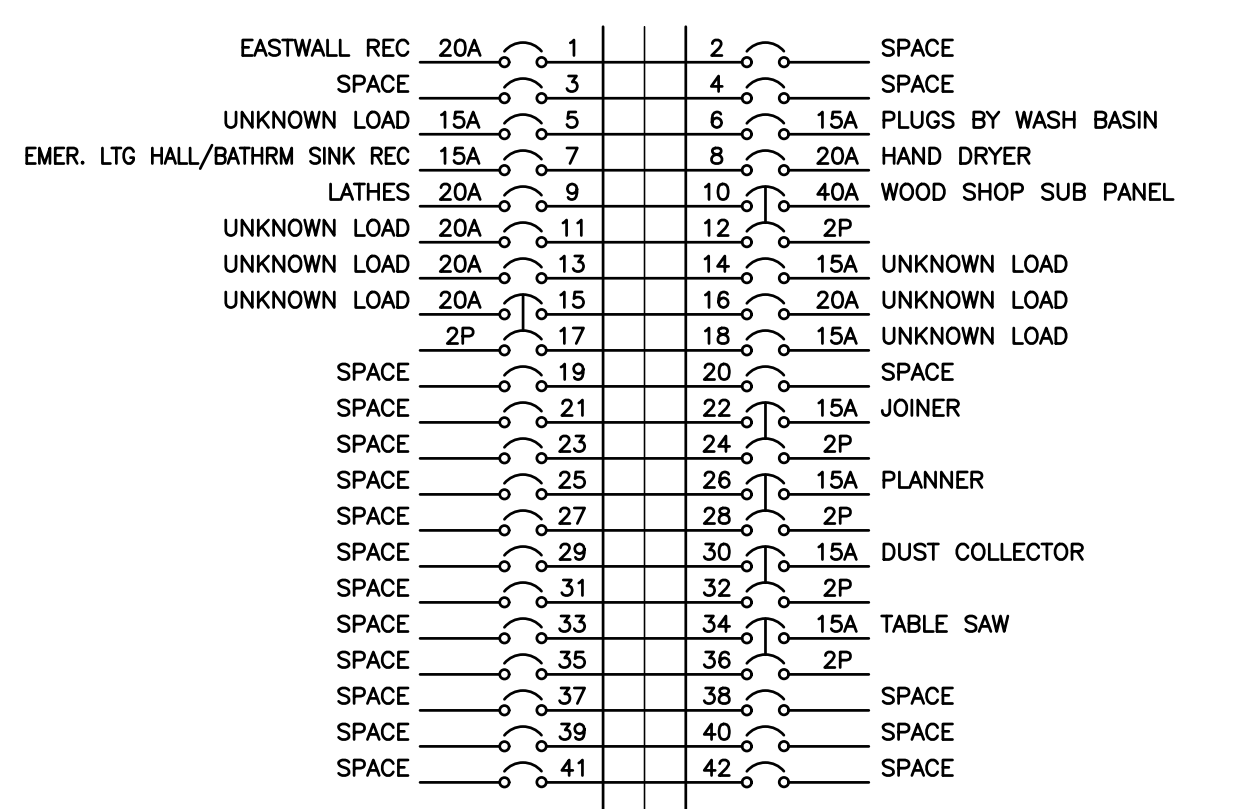 EASTWALL REC 20A 1 2 SPACE
SPACE 3 4 SPACE
UNKNOWN LOAD 15A 5 6 15A PLUGS BY WASH BASIN
EMER. LTG HALL/BATHRM SINK REC 15A 7 8 20A HAND DRYER
LATHES 20A 9 10 40A WOOD SHOP SUB PANEL
UNKNOWN LOAD 20A 11 12 2P
UNKNOWN LOAD 20A 13 14 15A UNKNOWN LOAD
UNKNOWN LOAD 20A 15 16 20A UNKNOWN LOAD
2P 17 18 15A UNKNOWN LOAD
SPACE 19 20 SPACE
SPACE 21 22 15A JOINER
SPACE 23 24 2P
SPACE 25 26 15A PLANNER
SPACE 27 28 2P
SPACE 29 30 15A DUST COLLECTOR
SPACE 31 32 2P
SPACE 33 34 15A TABLE SAW
SPACE 35 36 2P
SPACE 37 38 SPACE
SPACE 39 40 SPACE
SPACE 41 42 SPACE